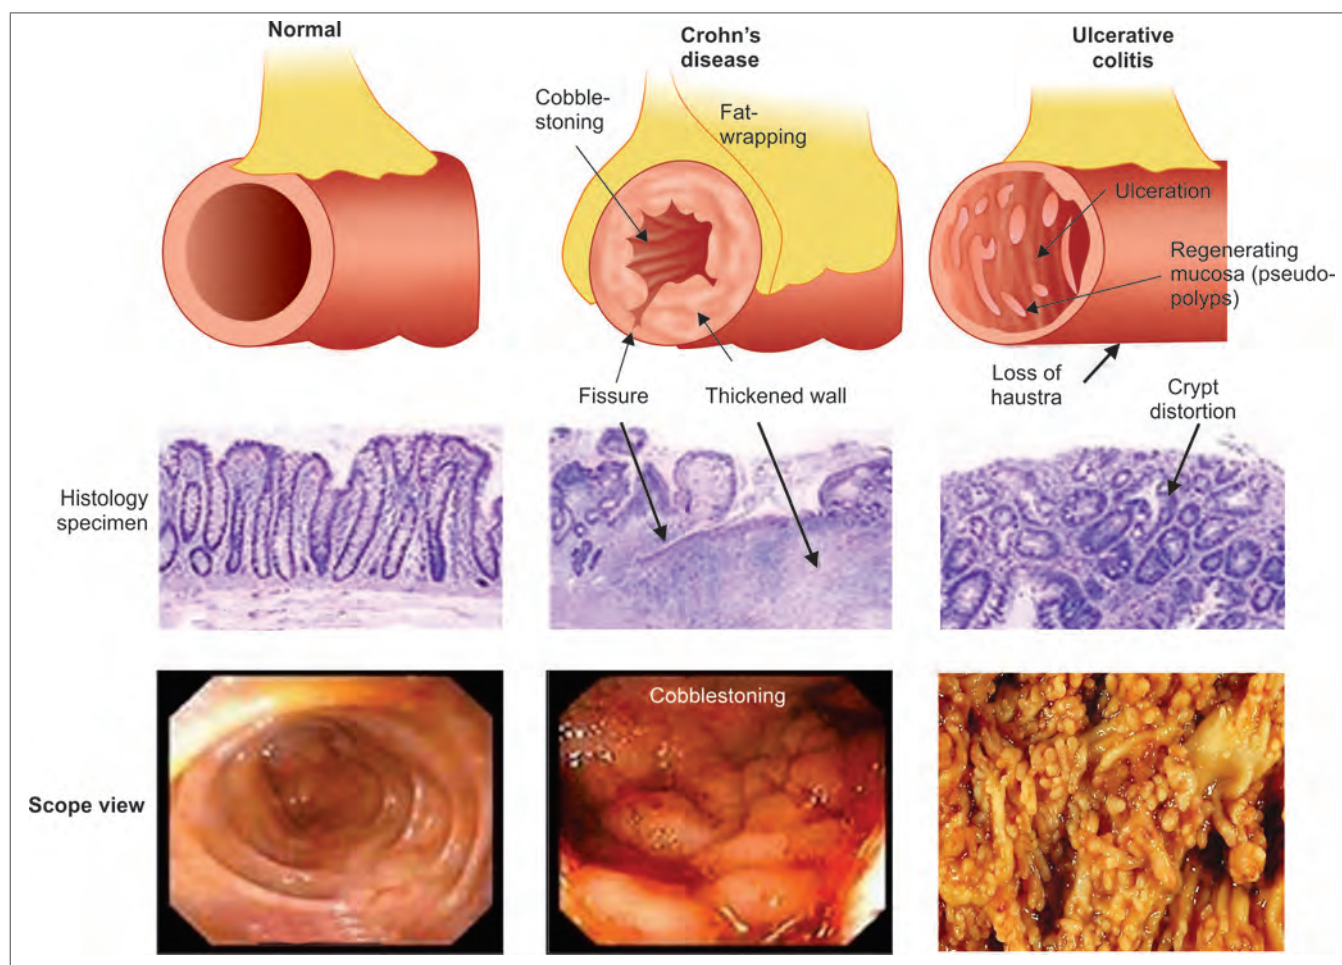 Normal
Crohn's
disease
Ulcerative
colitis
Cobble-
stoning
Fat-
wrapping
Ulceration
Regenerating
mucosa (pseudo-
polyps)
Loss of
haustra
Fissure
Thickened wall
Crypt
distortion
Histology
specimen
Cobblestoning
Scope view